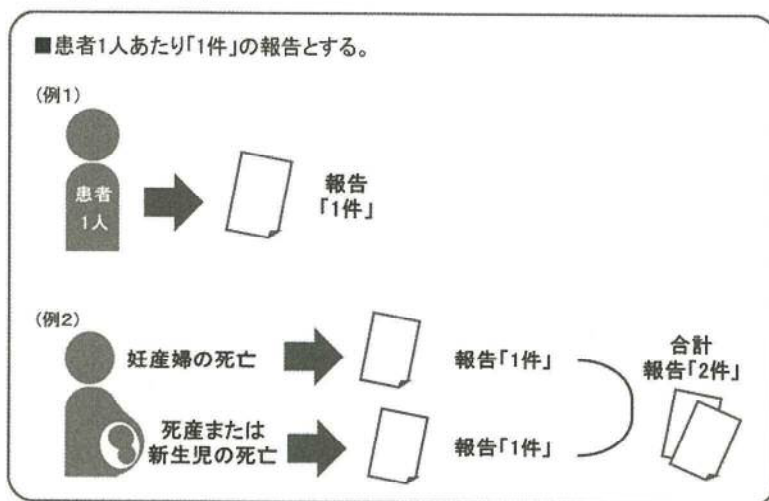 ■患者1人あたり「1件」の報告とする。
(例1)
患者
1人
報告
「1件」
(例2)
妊産婦の死亡
報告「1件」
死産または
新生児の死亡
報告「1件」
合計
報告「2件」